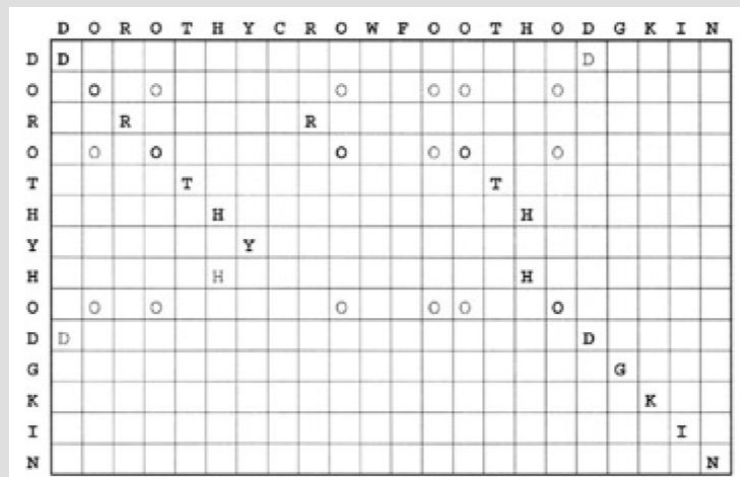 D O R O T H Y C R O W F O O T H O D G K I N
D D D
O O O O O O O
R R R
O O O O O O O
T T T
H H H
Y Y
H H H
O O O O O O O
D D D
G G
K K
I I
N N